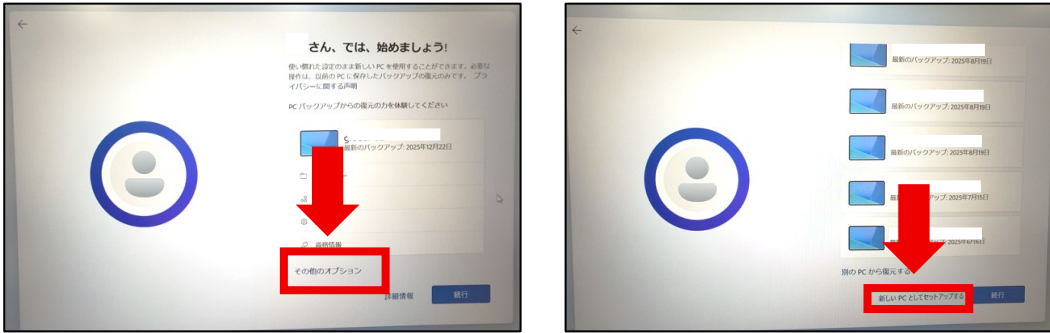 さん、では、始めましょう!
使い慣れた設定のまま新しい PC を使用することができます。必要な
操作は、以前の PC に保存したバックアップの復元のみです。 プラ
イバシーに関する声明
PC バックアップからの復元の力を体験してください
最新のバックアップ: 2025年12月22日
資格情報
その他のオプション
詳細情報
続行
最新のバックアップ: 2025年8月19日
最新のバックアップ: 2025年8月19日
最新のバックアップ: 2025年8月19日
バックアップ: 2025年7月15日
2025年6月16日
別の PC から復元する
新しい PC としてセットアップする
続行